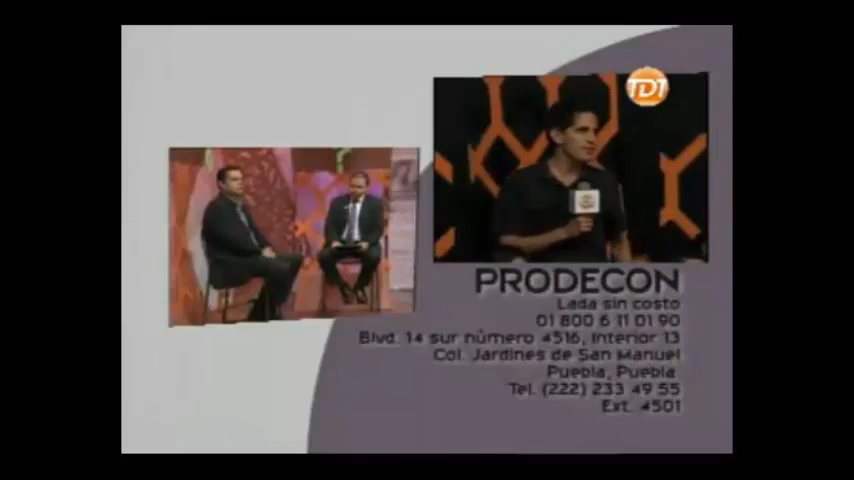 TDT
PRODECON
Lada sin costo
01 800 6 11 01 90
Blvd. 14 sur número 4516, Interior 13
Col. Jardines de San Manuel
Puebla, Puebla
Tel. (222) 233 49 55
Ext. 4501